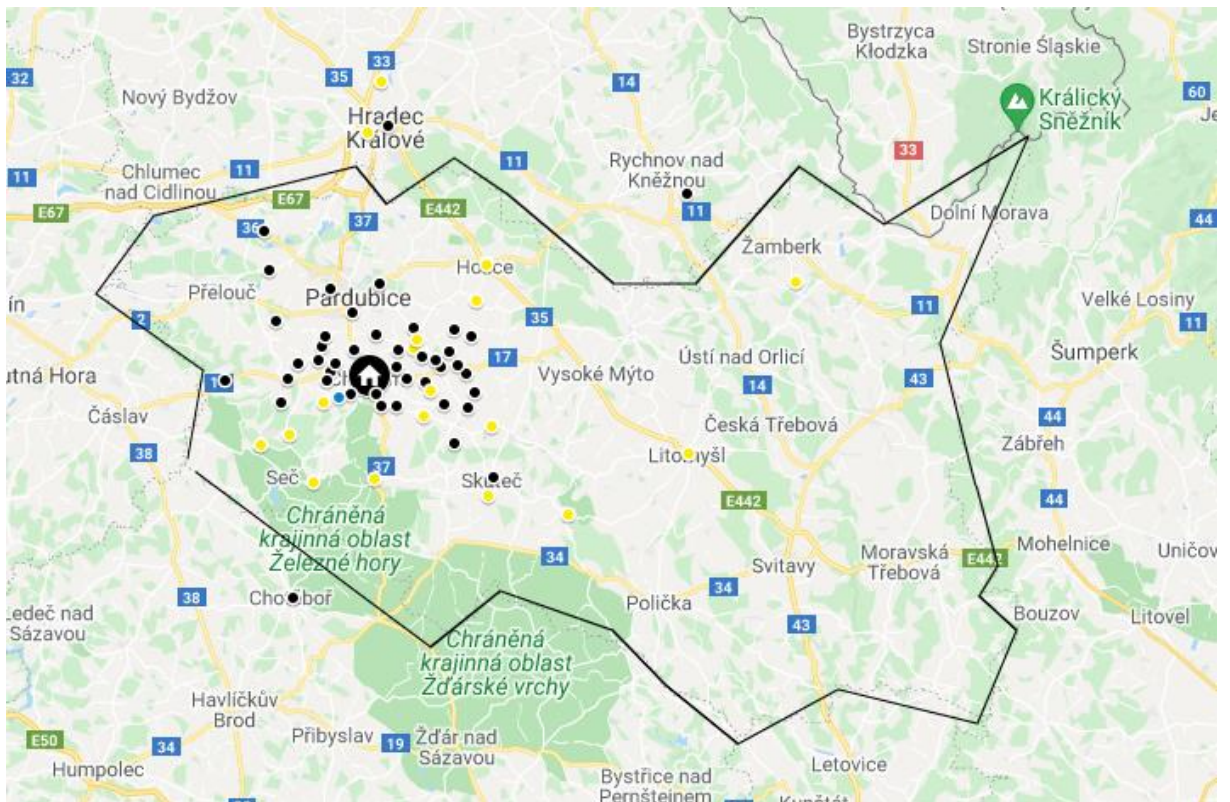 Bystrzyca
Kłodzka
Stronie Śląskie
33
32
35
14
60
Nový Bydžov
Králický
Sněžník
Hradec
Králové
33
Chlumec
nad Cidlinou
11
11
11
Rychnov nad
Kněžnou
11
E67
E67
E442
37
36
44
Dolní Morava
Žamberk
Přelouč
Pardubice
2
35
11
Velké Losiny
11
17
Ústí nad Orlicí
Šumperk
utná Hora
Vysoké Mýto
14
43
Čáslav
Česká Třebová
44
Zábřeh
38
Litomyšl
Seč
37
Skuteč
E442
44
Chráněná
krajinná oblast
Železné hory
34
Moravská
Třebová
E442
Mohelnice
Uničov
Svitavy
38
34
Polička
Ledeč nad
Sázavou
Bouzov
Litovel
43
Chráněná
krajinná oblast
Žďárské vrchy
Havlíčkův
Brod
Přibyslav
19
Žďár nad
Sázavou
E50
34
Letovice
Humpolec
Bystřice nad
Pernštejnem